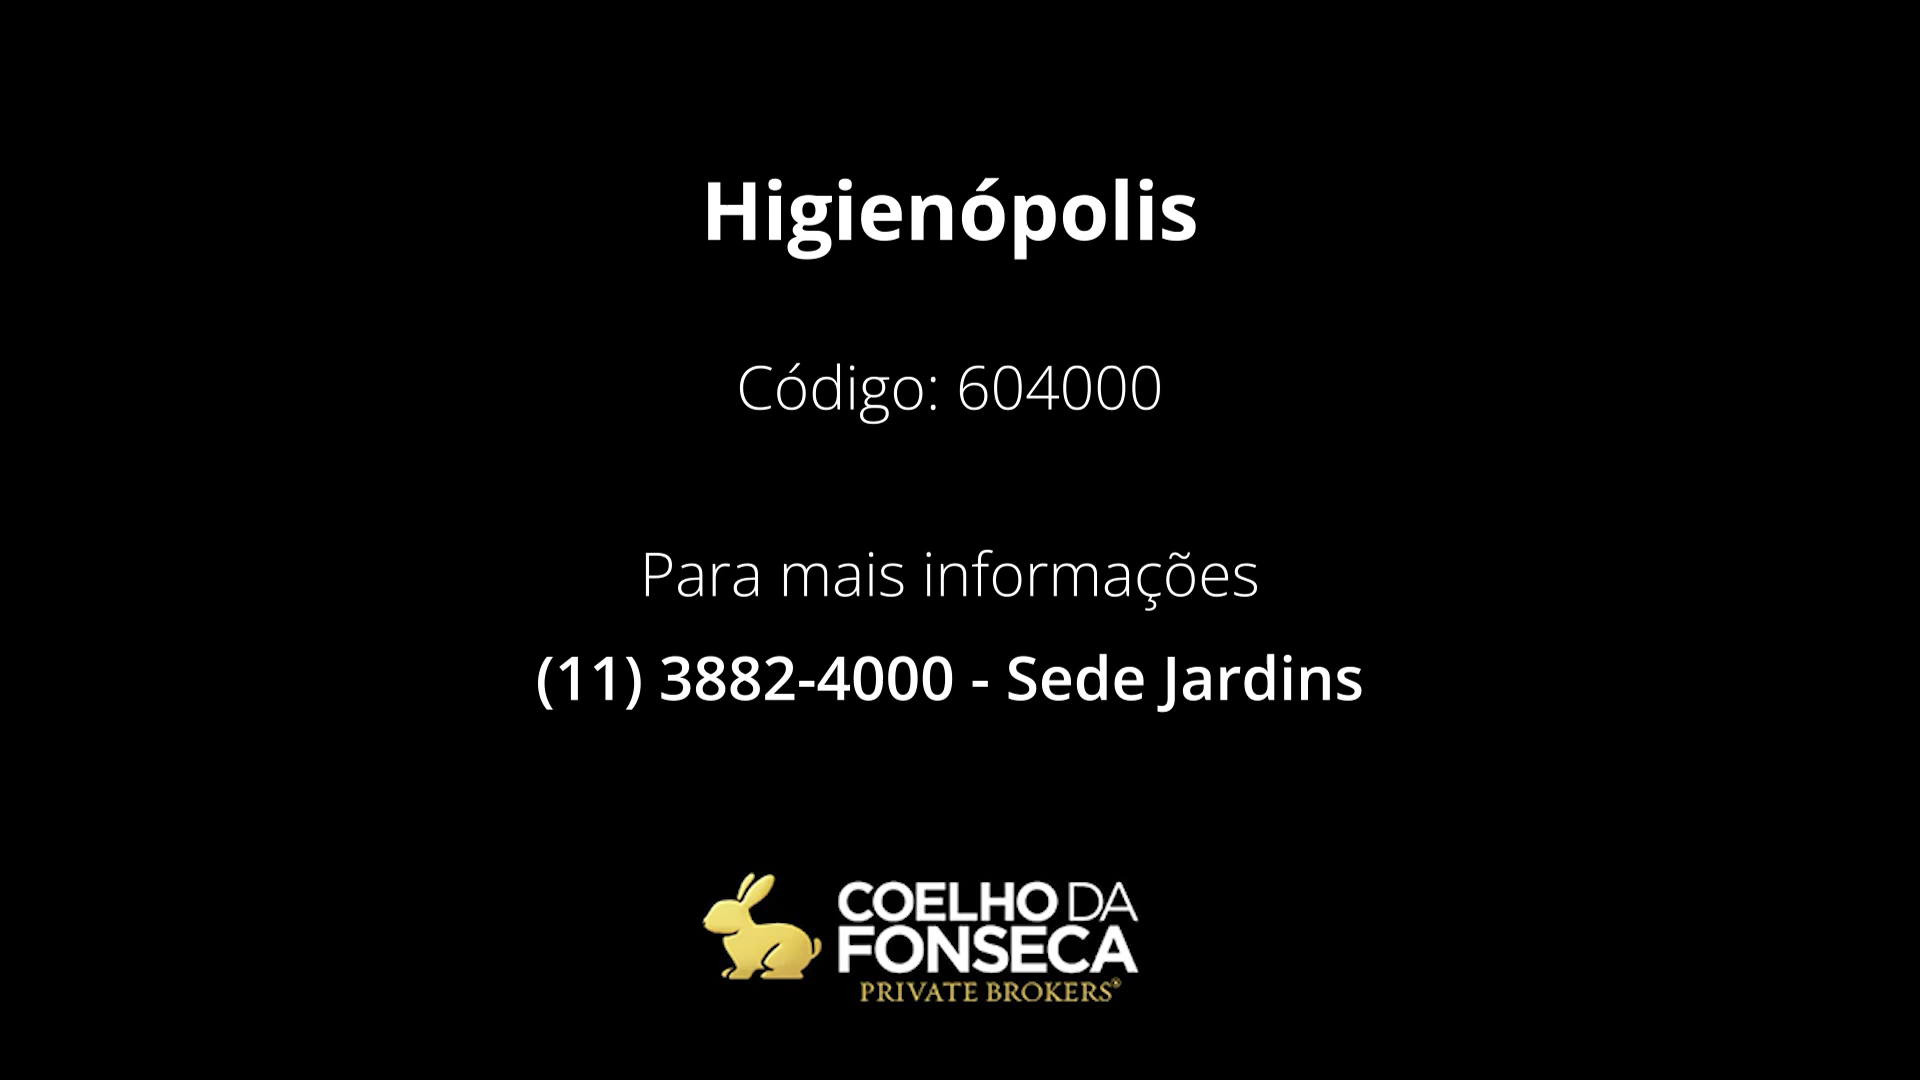 Higienópolis
Código: 604000
Para mais informações
(11) 3882-4000 - Sede Jardins
COELHO DA
FONSECA
PRIVATE BROKERS®